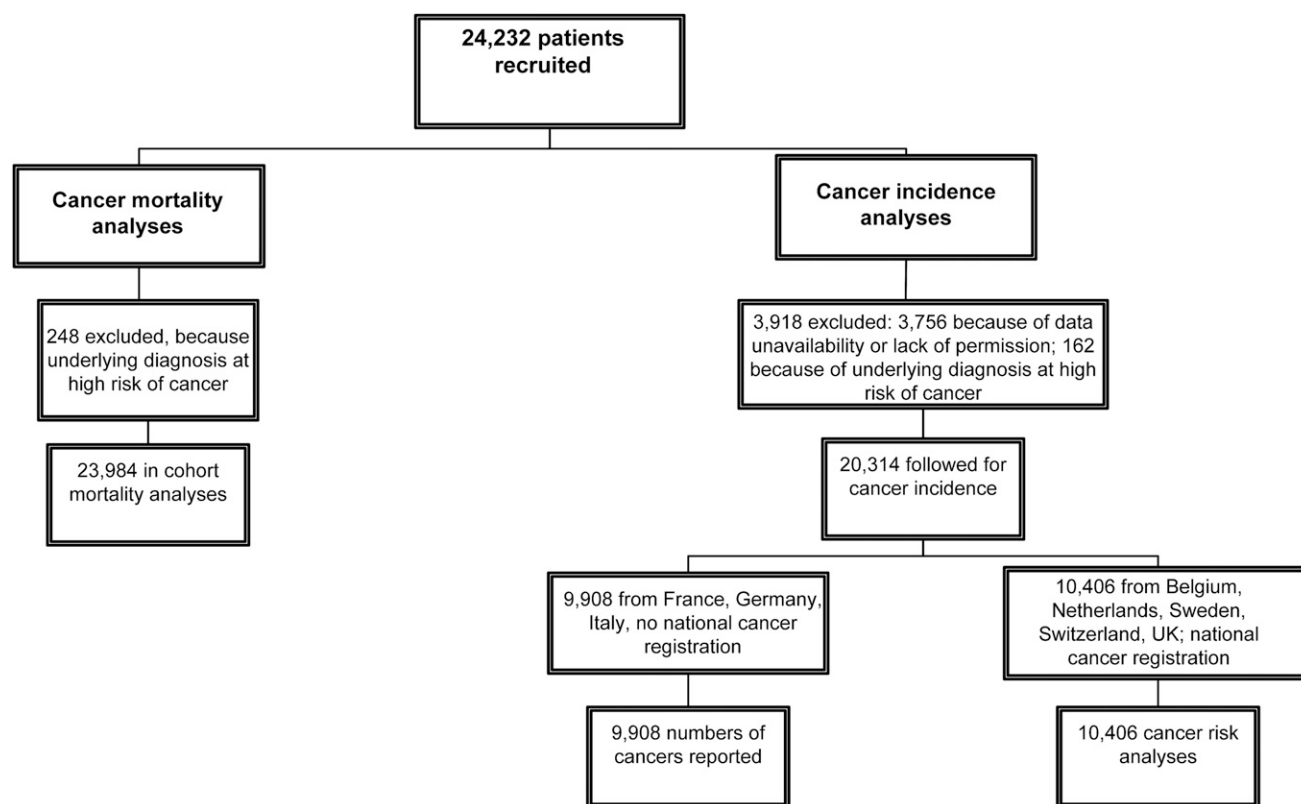 24,232 patients
recruited
Cancer mortality
analyses
Cancer incidence
analyses
248 excluded, because
underlying diagnosis at
high risk of cancer
3,918 excluded: 3,756 because of data
unavailability or lack of permission; 162
because of underlying diagnosis at high
risk of cancer
23,984 in cohort
mortality analyses
20,314 followed for
cancer incidence
9,908 from France, Germany,
Italy, no national cancer
registration
10,406 from Belgium,
Netherlands, Sweden,
Switzerland, UK; national
cancer registration
9,908 numbers of
cancers reported
10,406 cancer risk
analyses